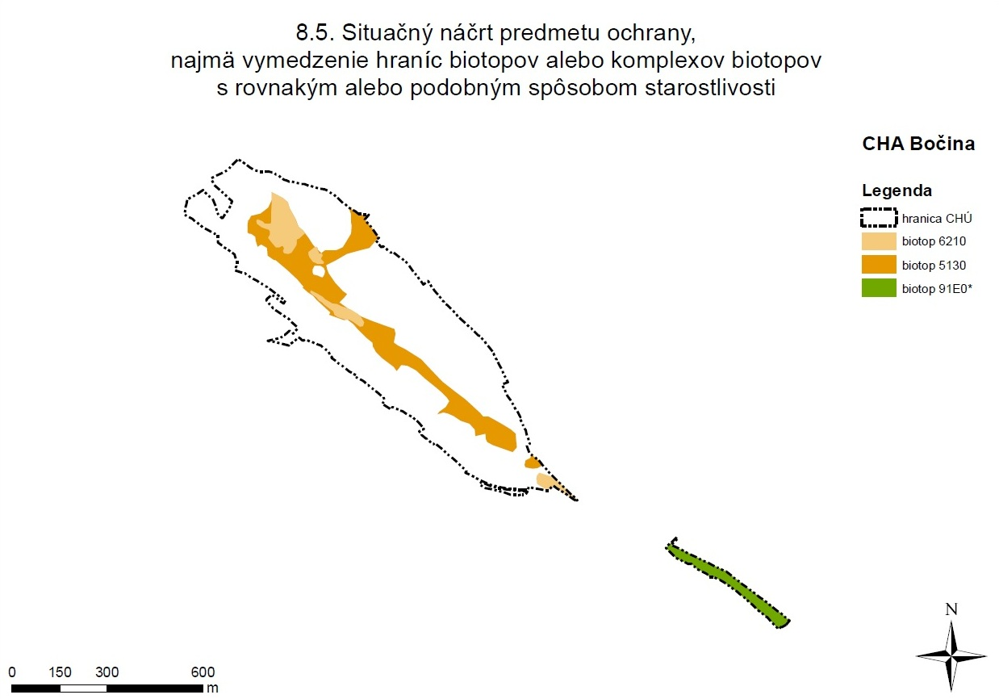 8.5. Situačný náčrt predmetu ochrany,
najmä vymedzenie hraníc biotopov alebo komplexov biotopov
s rovnakým alebo podobným spôsobom starostlivosti
CHA Bočina
Legenda
hranica CHÚ
biotop 6210
biotop 5130
biotop 91E0*
N
0 150 300 600
m